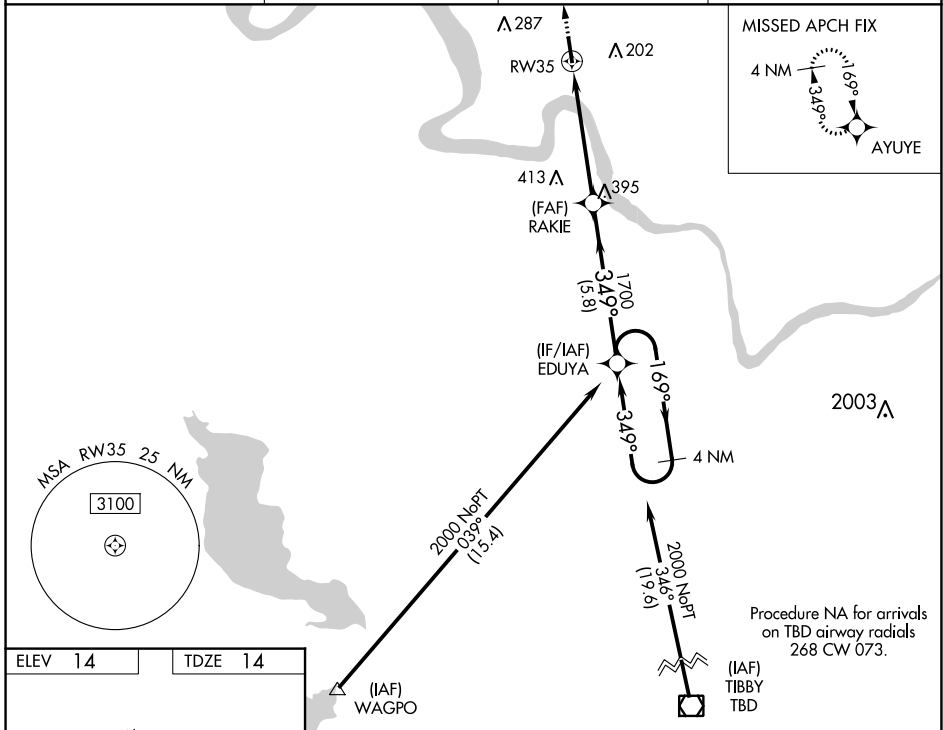 287
202
RW35
MISSED APCH FIX
4 NM
169°
349°
AYUYE
413
395
(FAF)
RAKIE
1700
349°
(5.8)
(IF/IAF)
EDUYA
169°
349°
4 NM
2003
MSA RW35 25 NM
3100
2000 NoPT
039°
(15.4)
2000 NoPT
346°
(19.6)
Procedure NA for arrivals
on TBD airway radials
268 CW 073.
(IAF)
TIBBY
TBD
(IAF)
WAGPO
ELEV 14
TDZE 14